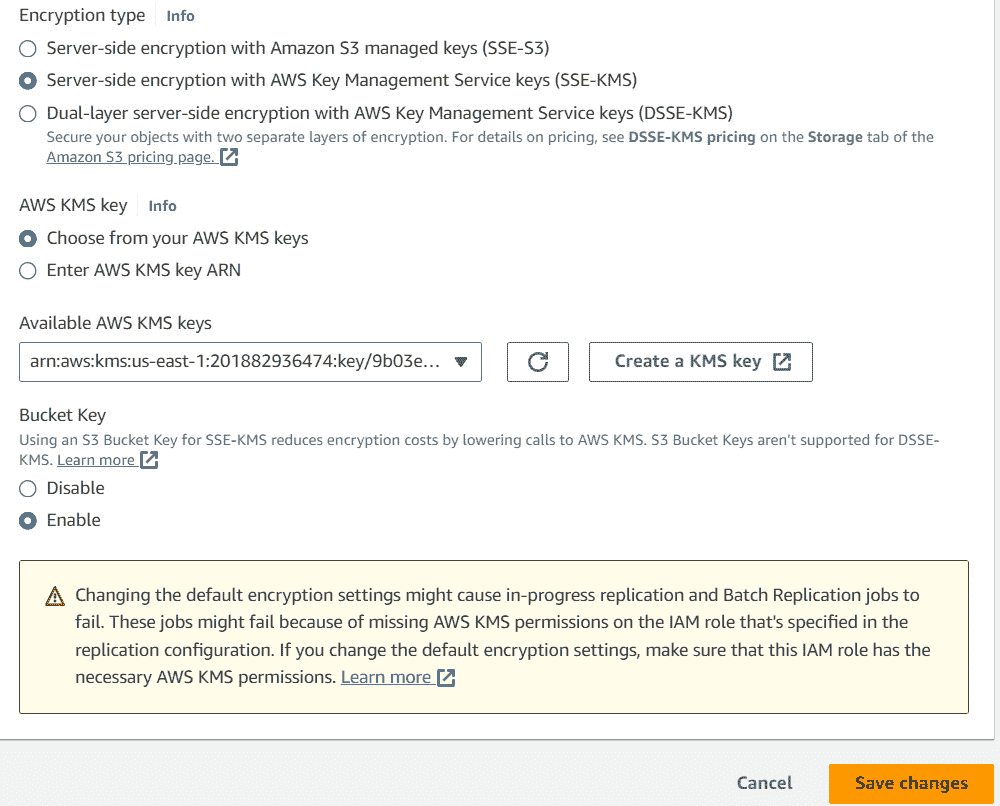 Encryption type Info
Server-side encryption with Amazon S3 managed keys (SSE-S3)
Server-side encryption with AWS Key Management Service keys (SSE-KMS)
Dual-layer server-side encryption with AWS Key Management Service keys (DSSE-KMS)
Secure your objects with two separate layers of encryption. For details on pricing, see DSSE-KMS pricing on the Storage tab of the
Amazon S3 pricing page.
AWS KMS key Info
Choose from your AWS KMS keys
Enter AWS KMS key ARN
Available AWS KMS keys
arn:aws:kms:us-east-1:201882936474:key/9b03e...
Create a KMS key
Bucket Key
Using an S3 Bucket Key for SSE-KMS reduces encryption costs by lowering calls to AWS KMS. S3 Bucket Keys aren't supported for DSSE-
KMS. Learn more
Disable
Enable
Changing the default encryption settings might cause in-progress replication and Batch Replication jobs to
fail. These jobs might fail because of missing AWS KMS permissions on the IAM role that's specified in the
replication configuration. If you change the default encryption settings, make sure that this IAM role has the
necessary AWS KMS permissions. Learn more
Cancel Save changes